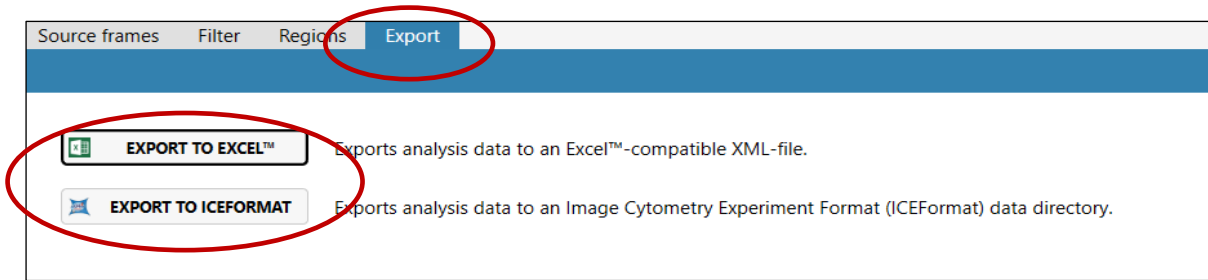 Source frames Filter Regions Export
EXPORT TO EXCEL™ Exports analysis data to an Excel™-compatible XML-file.
EXPORT TO ICEFORMAT Exports analysis data to an Image Cytometry Experiment Format (ICEFormat) data directory.